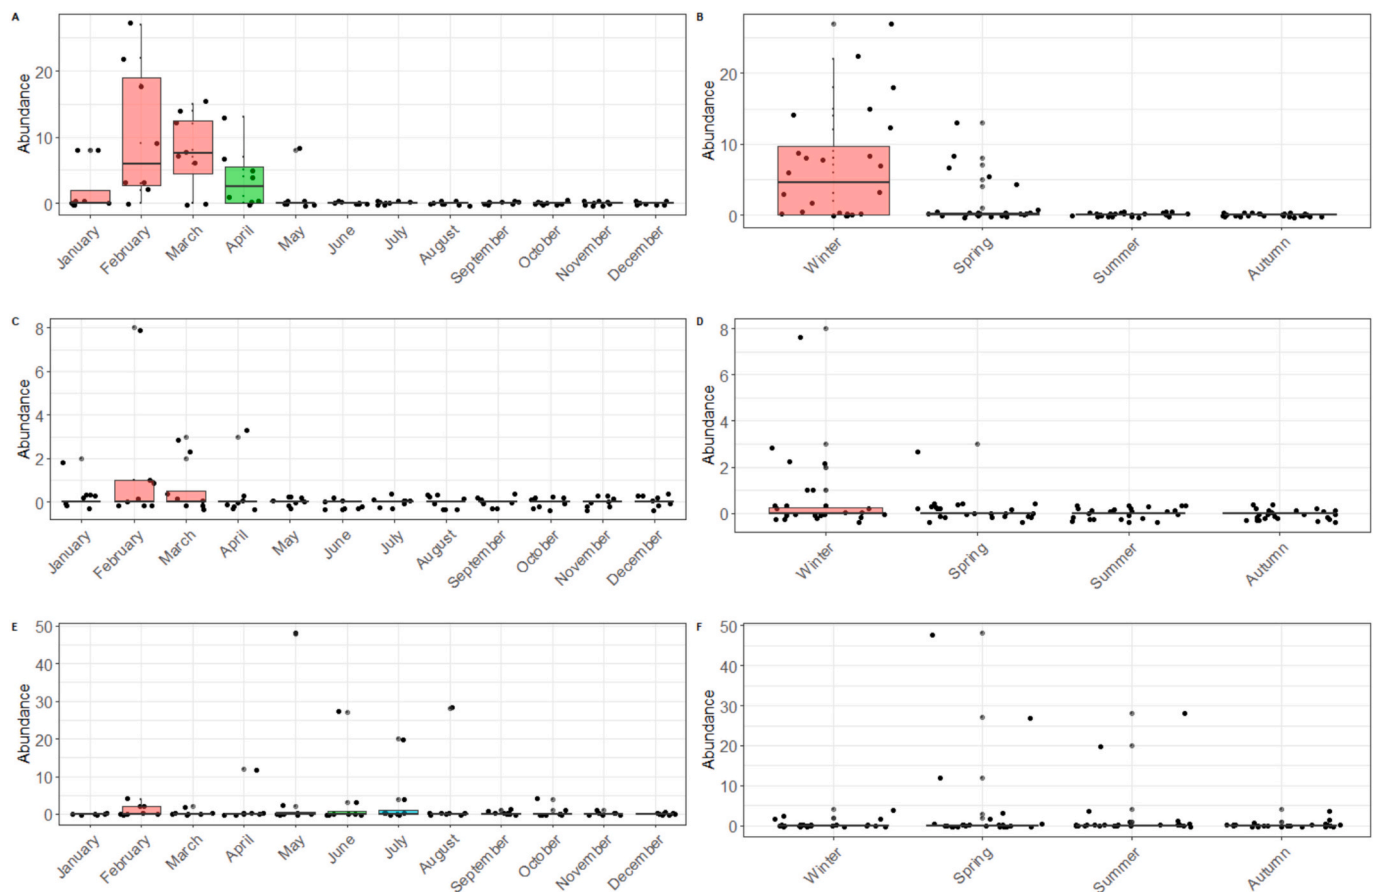 A
B
Abundance
20
10
0
January
February
March
April
May
June
July
August
September
October
November
December
Abundance
20
10
0
Winter
Spring
Summer
Autumn
C
D
Abundance
8
6
4
2
0
January
February
March
April
May
June
July
August
September
October
November
December
Abundance
8
6
4
2
0
Winter
Spring
Summer
Autumn
E
F
Abundance
50
40
30
20
10
0
January
February
March
April
May
June
July
August
September
October
November
December
Abundance
50
40
30
20
10
0
Winter
Spring
Summer
Autumn